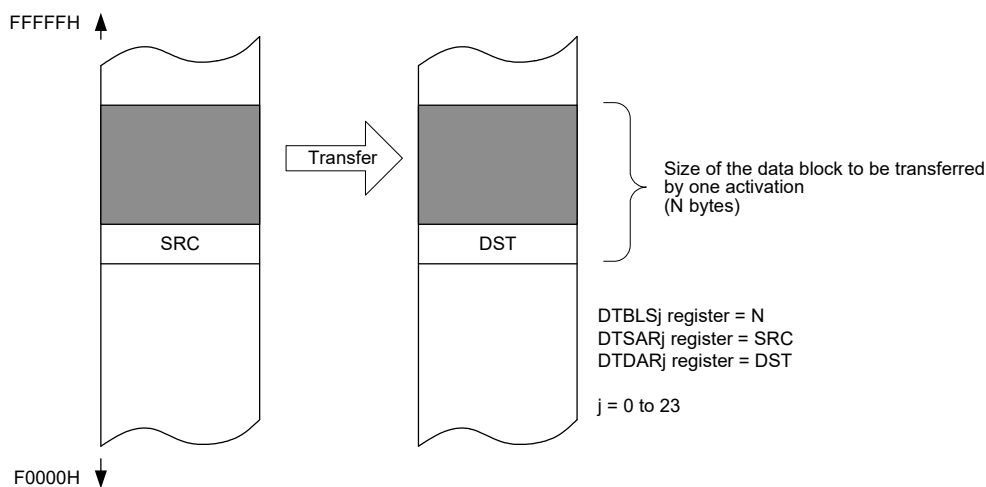 FFFFFH
Transfer
Size of the data block to be transferred
by one activation
(N bytes)
SRC
DST
DTBLSj register = N
DTSARj register = SRC
DTDARj register = DST
j = 0 to 23
F0000H